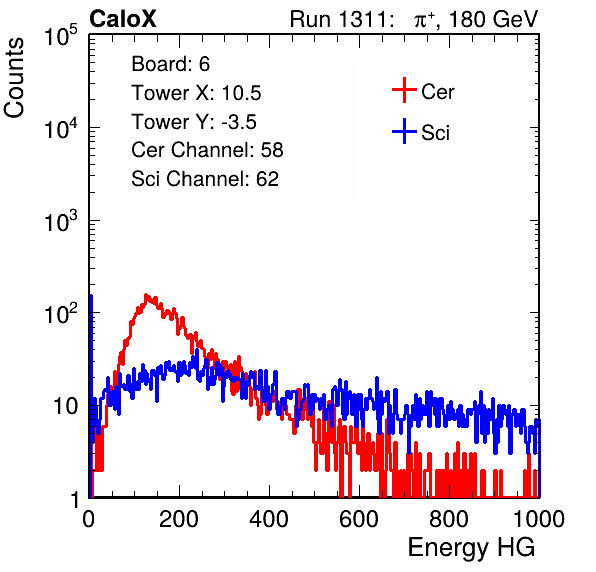 CaloX Run 1311: π⁺, 180 GeV
Counts
10⁵
10⁴
10³
10²
10
1
Board: 6
Tower X: 10.5
Tower Y: -3.5
Cer Channel: 58
Sci Channel: 62
Cer
Sci
0 200 400 600 800 1000
Energy HG